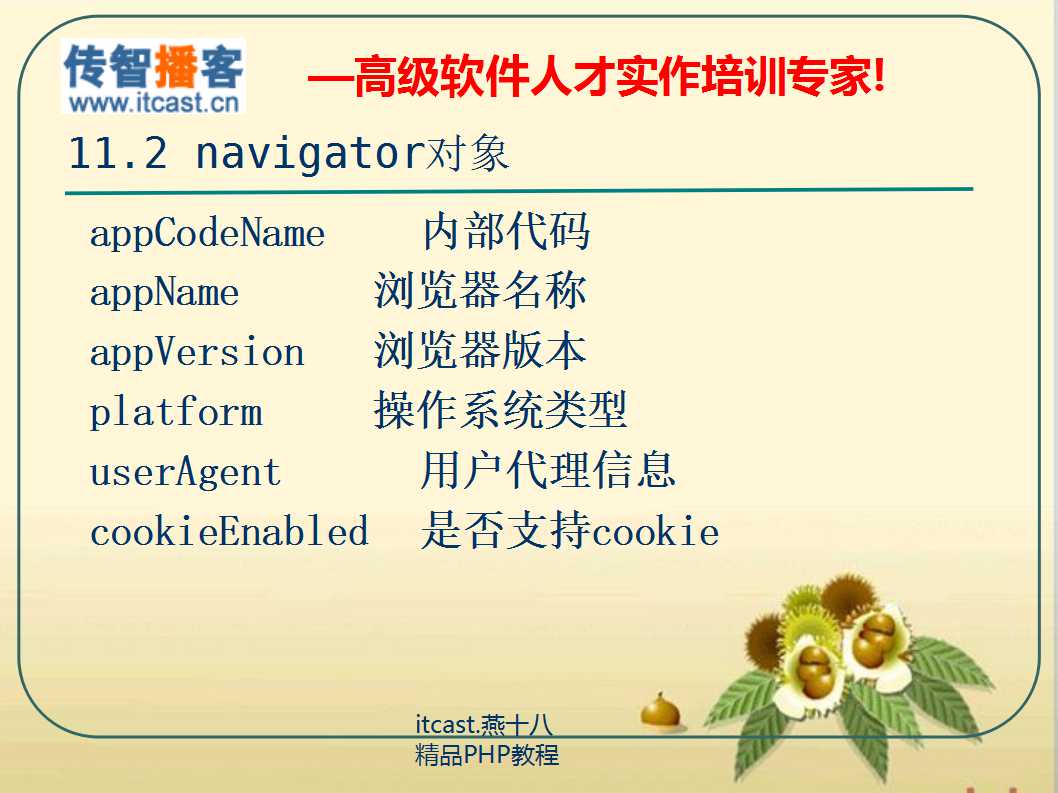 传智播客
www.itcast.cn
—高级软件人才实作培训专家!
11.2 navigator对象
appCodeName 内部代码
appName 浏览器名称
appVersion 浏览器版本
platform 操作系统类型
userAgent 用户代理信息
cookieEnabled 是否支持cookie
itcast.燕十八
精品PHP教程